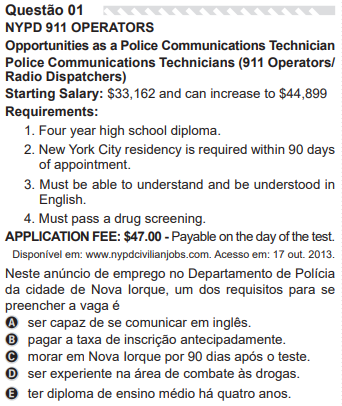 Questão 01
NYPD 911 OPERATORS
Opportunities as a Police Communications Technician
Police Communications Technicians (911 Operators/
Radio Dispatchers)
Starting Salary: $33,162 and can increase to $44,899
Requirements:
1. Four year high school diploma.
2. New York City residency is required within 90 days
of appointment.
3. Must be able to understand and be understood in
English.
4. Must pass a drug screening.
APPLICATION FEE: $47.00 - Payable on the day of the test.
Disponível em: www.nypdcivilianjobs.com. Acesso em: 17 out. 2013.
Neste anúncio de emprego no Departamento de Polícia
da cidade de Nova Iorque, um dos requisitos para se
preencher a vaga é
A ser capaz de se comunicar em inglês.
B pagar a taxa de inscrição antecipadamente.
C morar em Nova Iorque por 90 dias após o teste.
D ser experiente na área de combate às drogas.
E ter diploma de ensino médio há quatro anos.